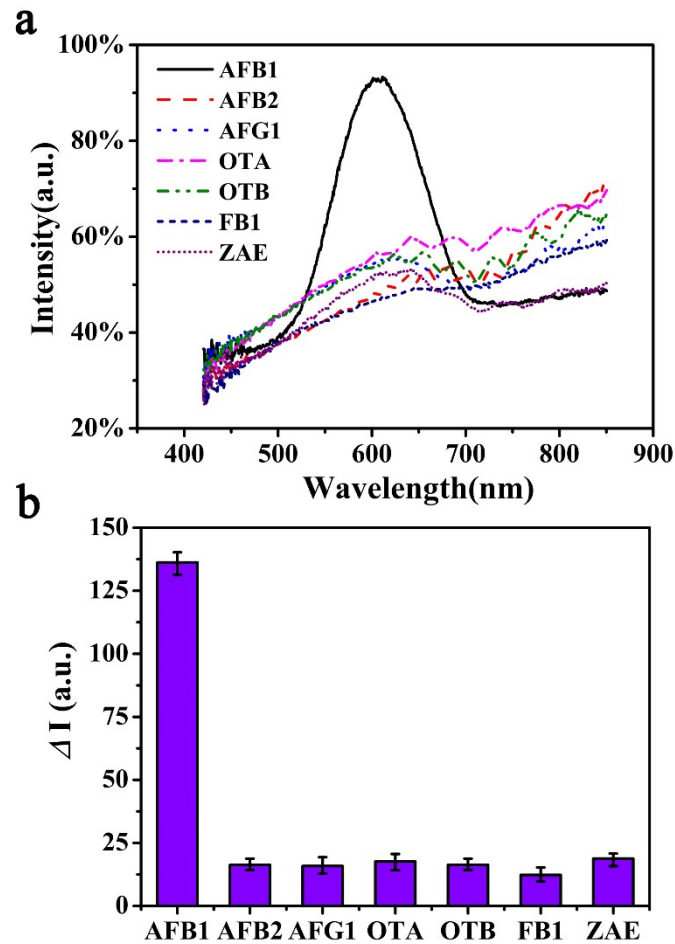 a
100%
80%
60%
40%
20%
Intensity(a.u.)
AFB1
AFB2
AFG1
OTA
OTB
FB1
ZAE
400 500 600 700 800 900
Wavelength(nm)
b
150
125
100
75
50
25
0
Δ I (a.u.)
AFB1 AFB2 AFG1 OTA OTB FB1 ZAE